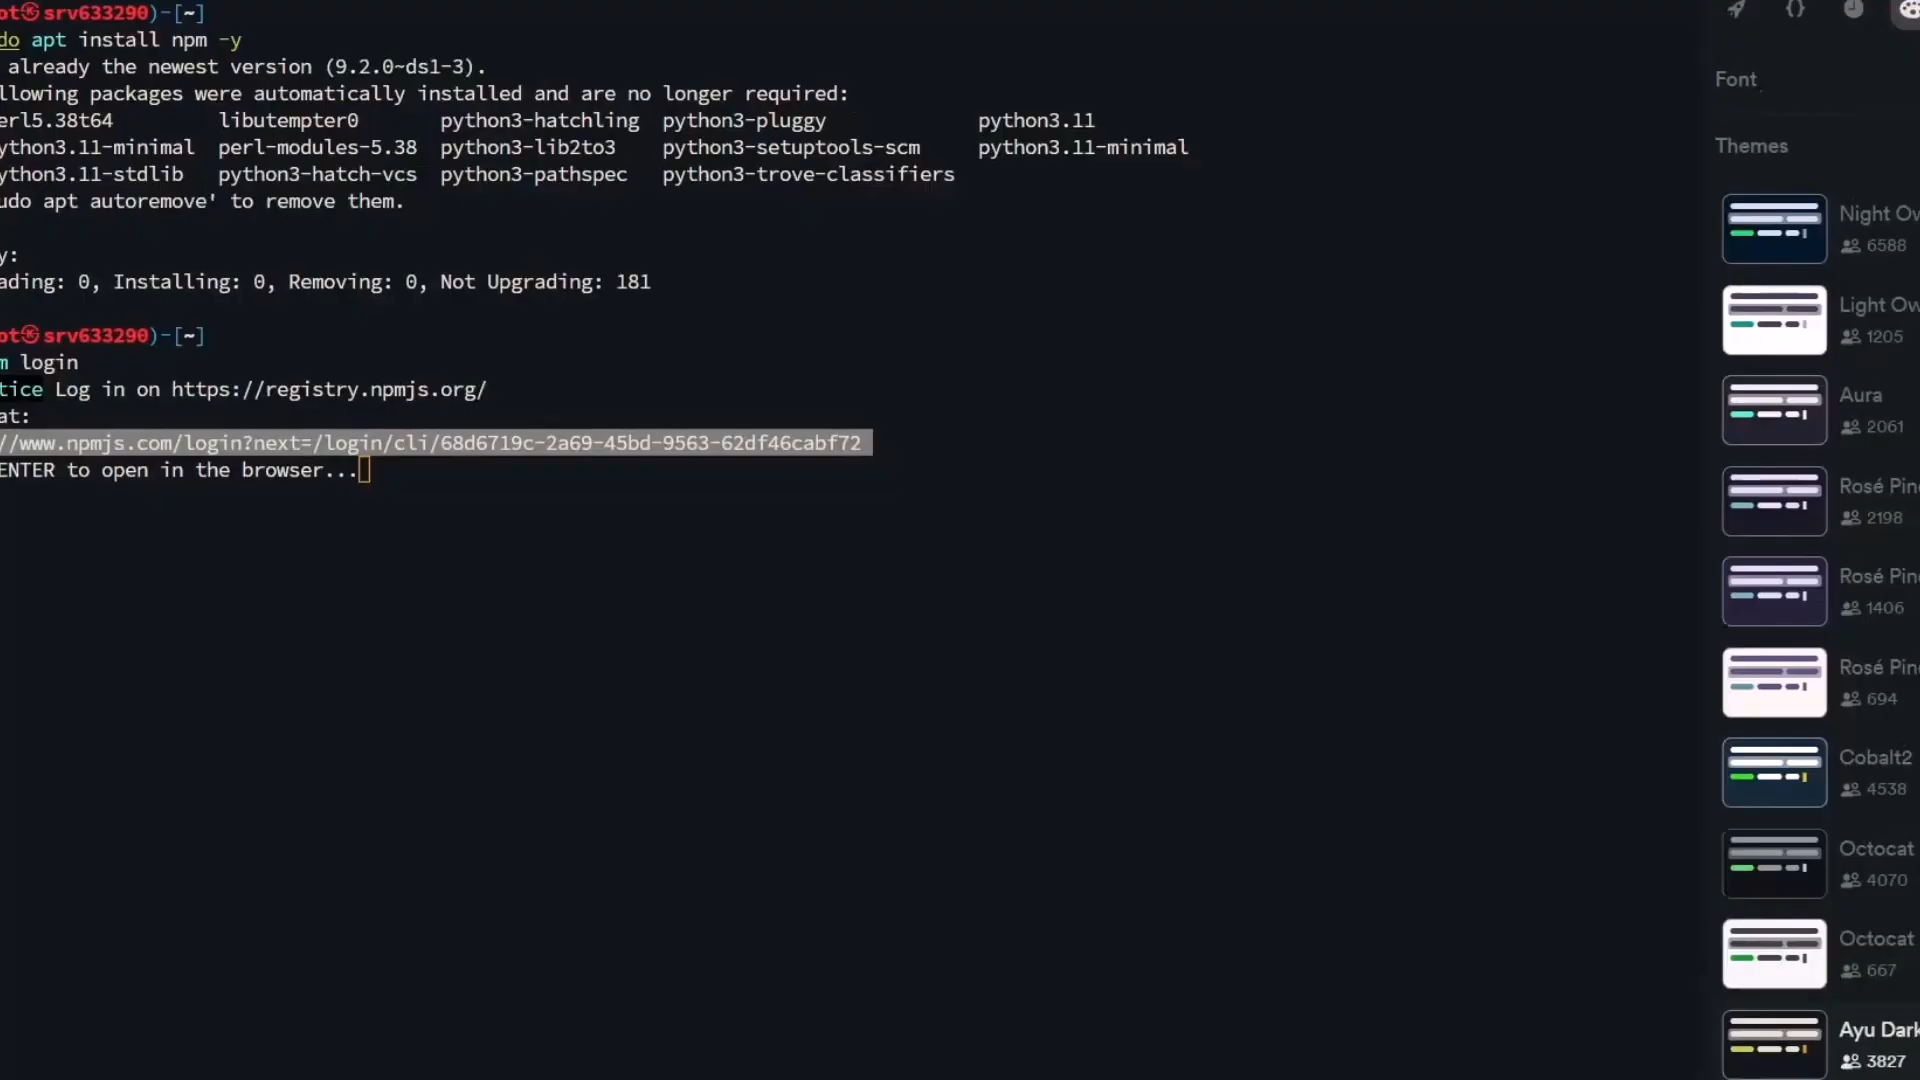 ot㉿srv633290)-[~]
do apt install npm -y
already the newest version (9.2.0~ds1-3).
llowing packages were automatically installed and are no longer required:
erl5.38t64 libutempter0 python3-hatchling python3-pluggy python3.11
ython3.11-minimal perl-modules-5.38 python3-lib2to3 python3-setuptools-scm python3.11-minimal
ython3.11-stdlib python3-hatch-vcs python3-pathspec python3-trove-classifiers
udo apt autoremove' to remove them.
y:
ading: 0, Installing: 0, Removing: 0, Not Upgrading: 181
ot㉿srv633290)-[~]
m login
tice Log in on https://registry.npmjs.org/
at:
//www.npmjs.com/login?next=/login/cli/68d6719c-2a69-45bd-9563-62df46cabf72
ENTER to open in the browser...
Font
Themes
Night Ow
6588
Light Ow
1205
Aura
2061
Rosé Pin
2198
Rosé Pin
1406
Rosé Pin
694
Cobalt2
4538
Octocat
4070
Octocat
667
Ayu Dark
3827